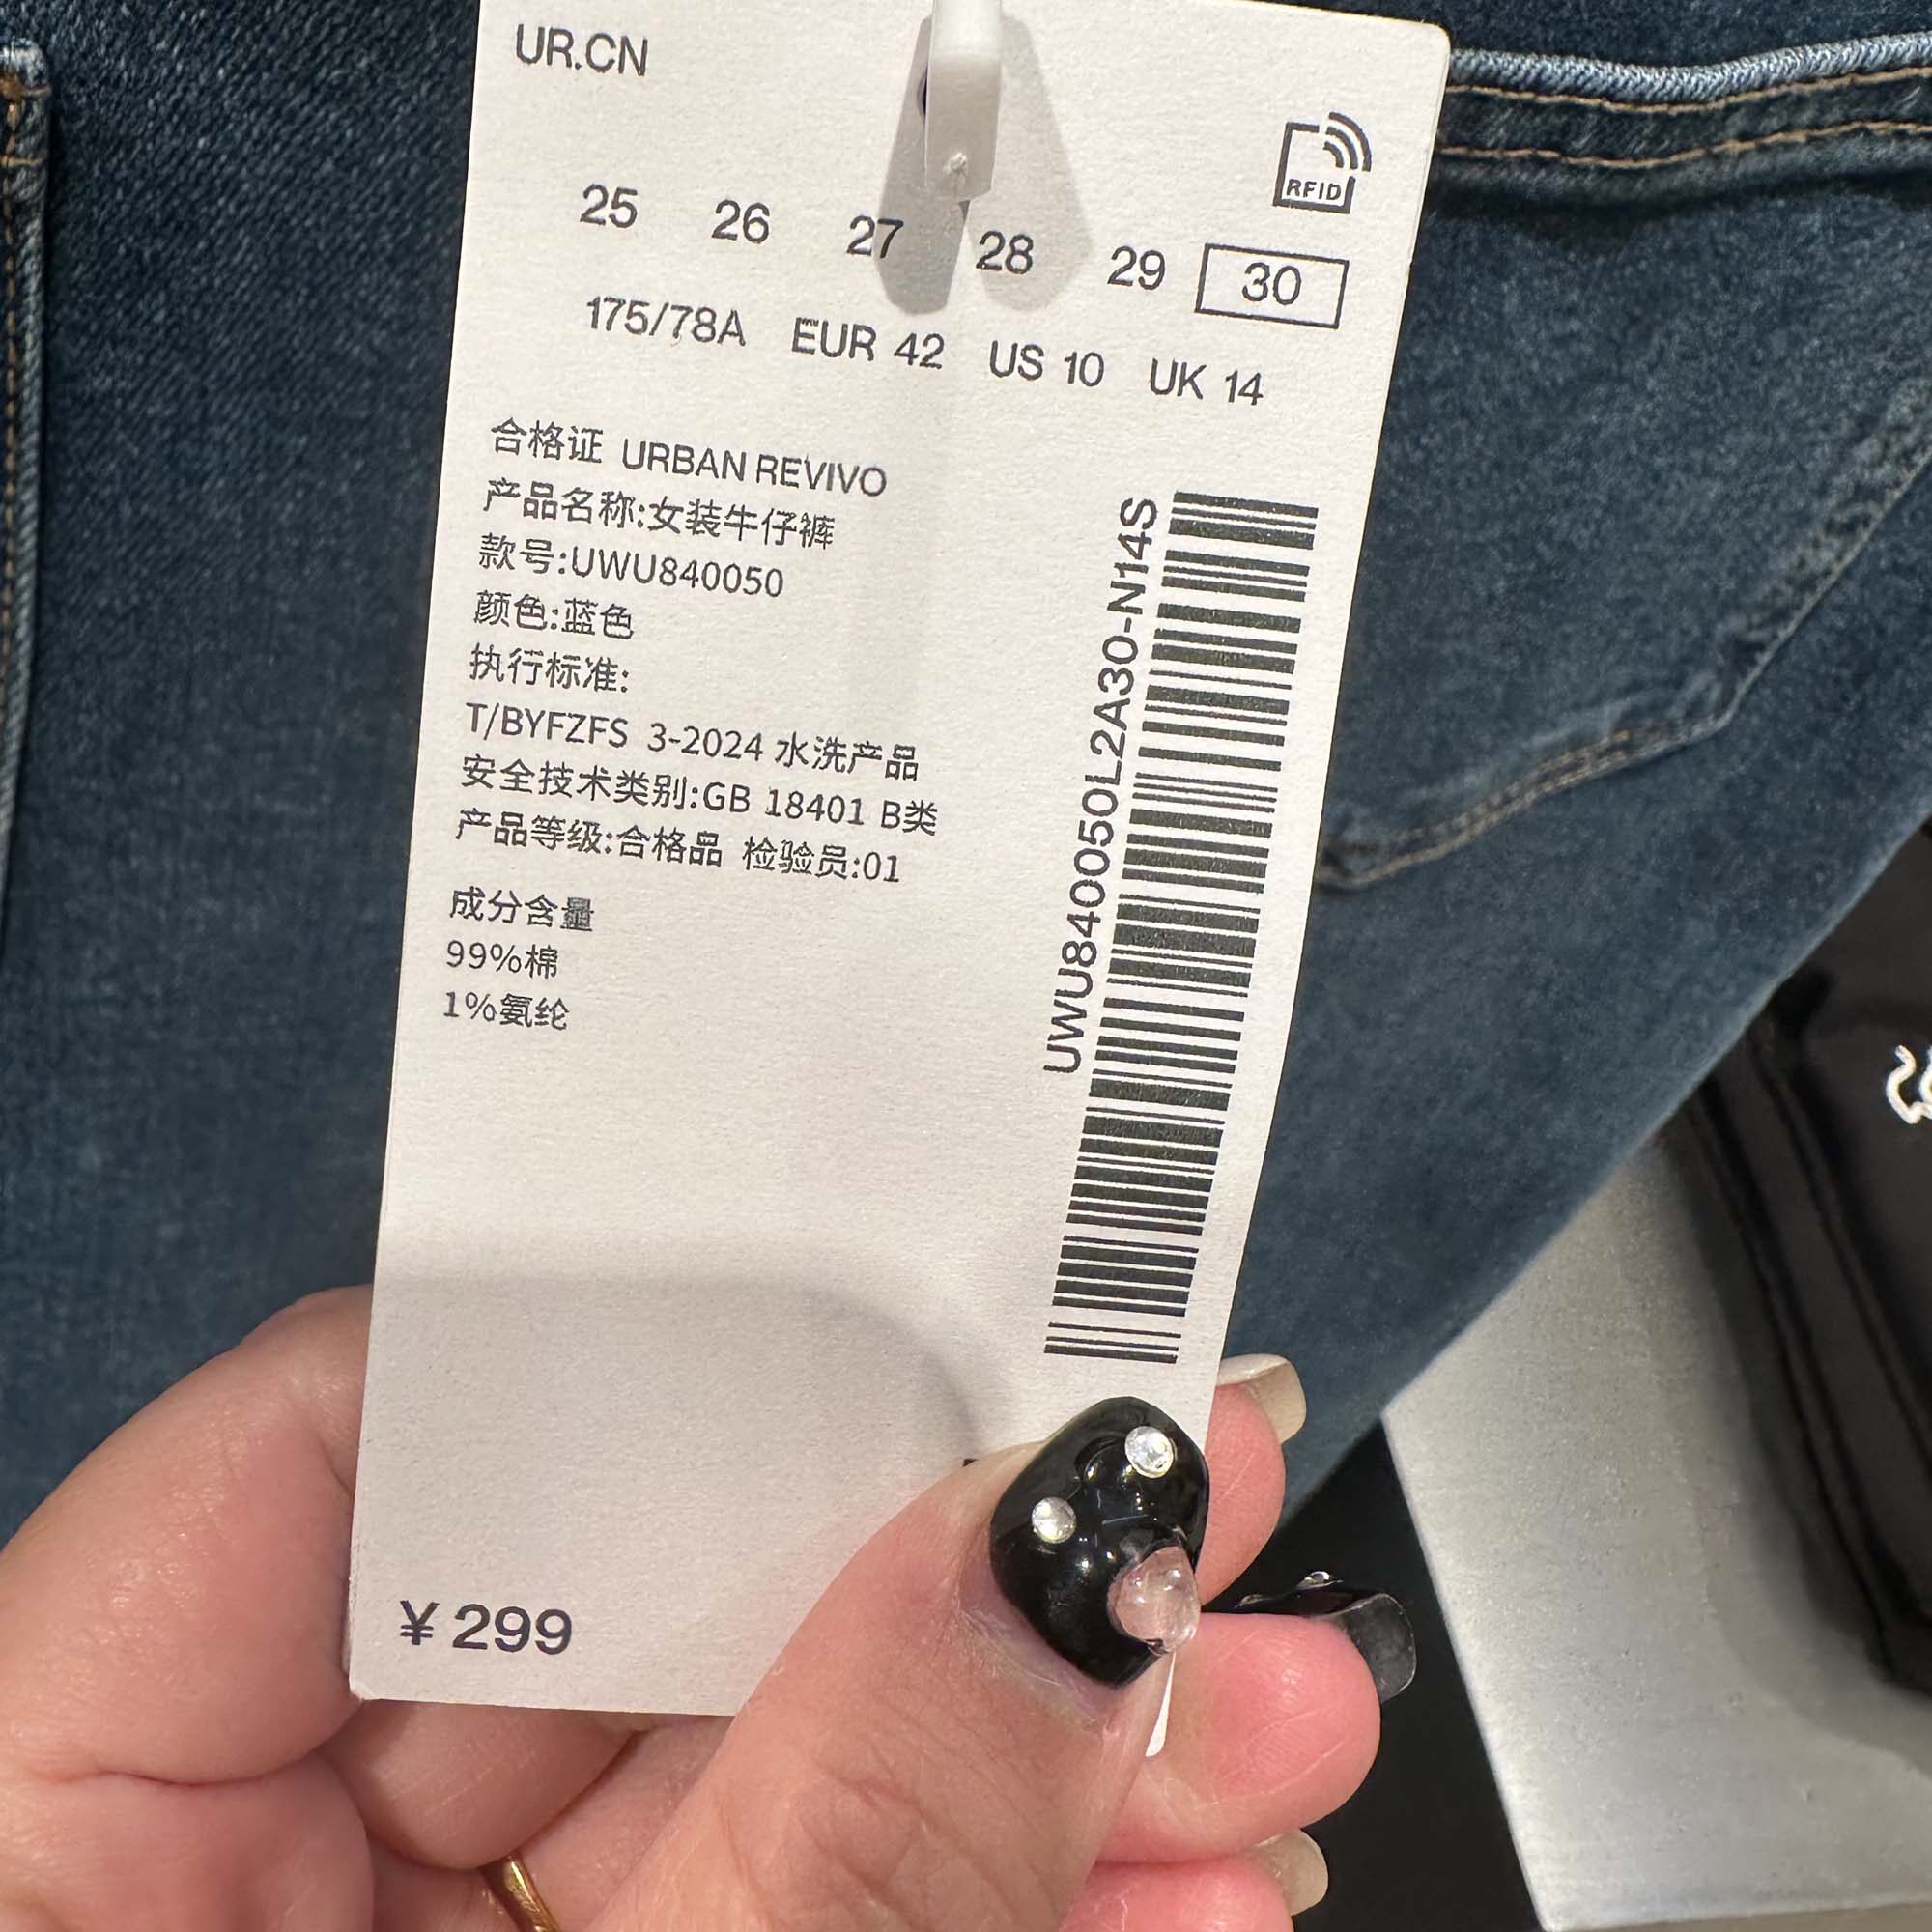 UR.CN
RFID
25 26 27 28 29 30
175/78A EUR 42 US 10 UK 14
合格证 URBAN REVIVO
产品名称:女装牛仔裤
款号:UWU840050
颜色:蓝色
执行标准:
T/BYFZFS 3-2024 水洗产品
安全技术类别:GB 18401 B类
产品等级:合格品 检验员:01
成分含量
99%棉
1%氨纶
UWU840050L2A30-N14S
¥ 299